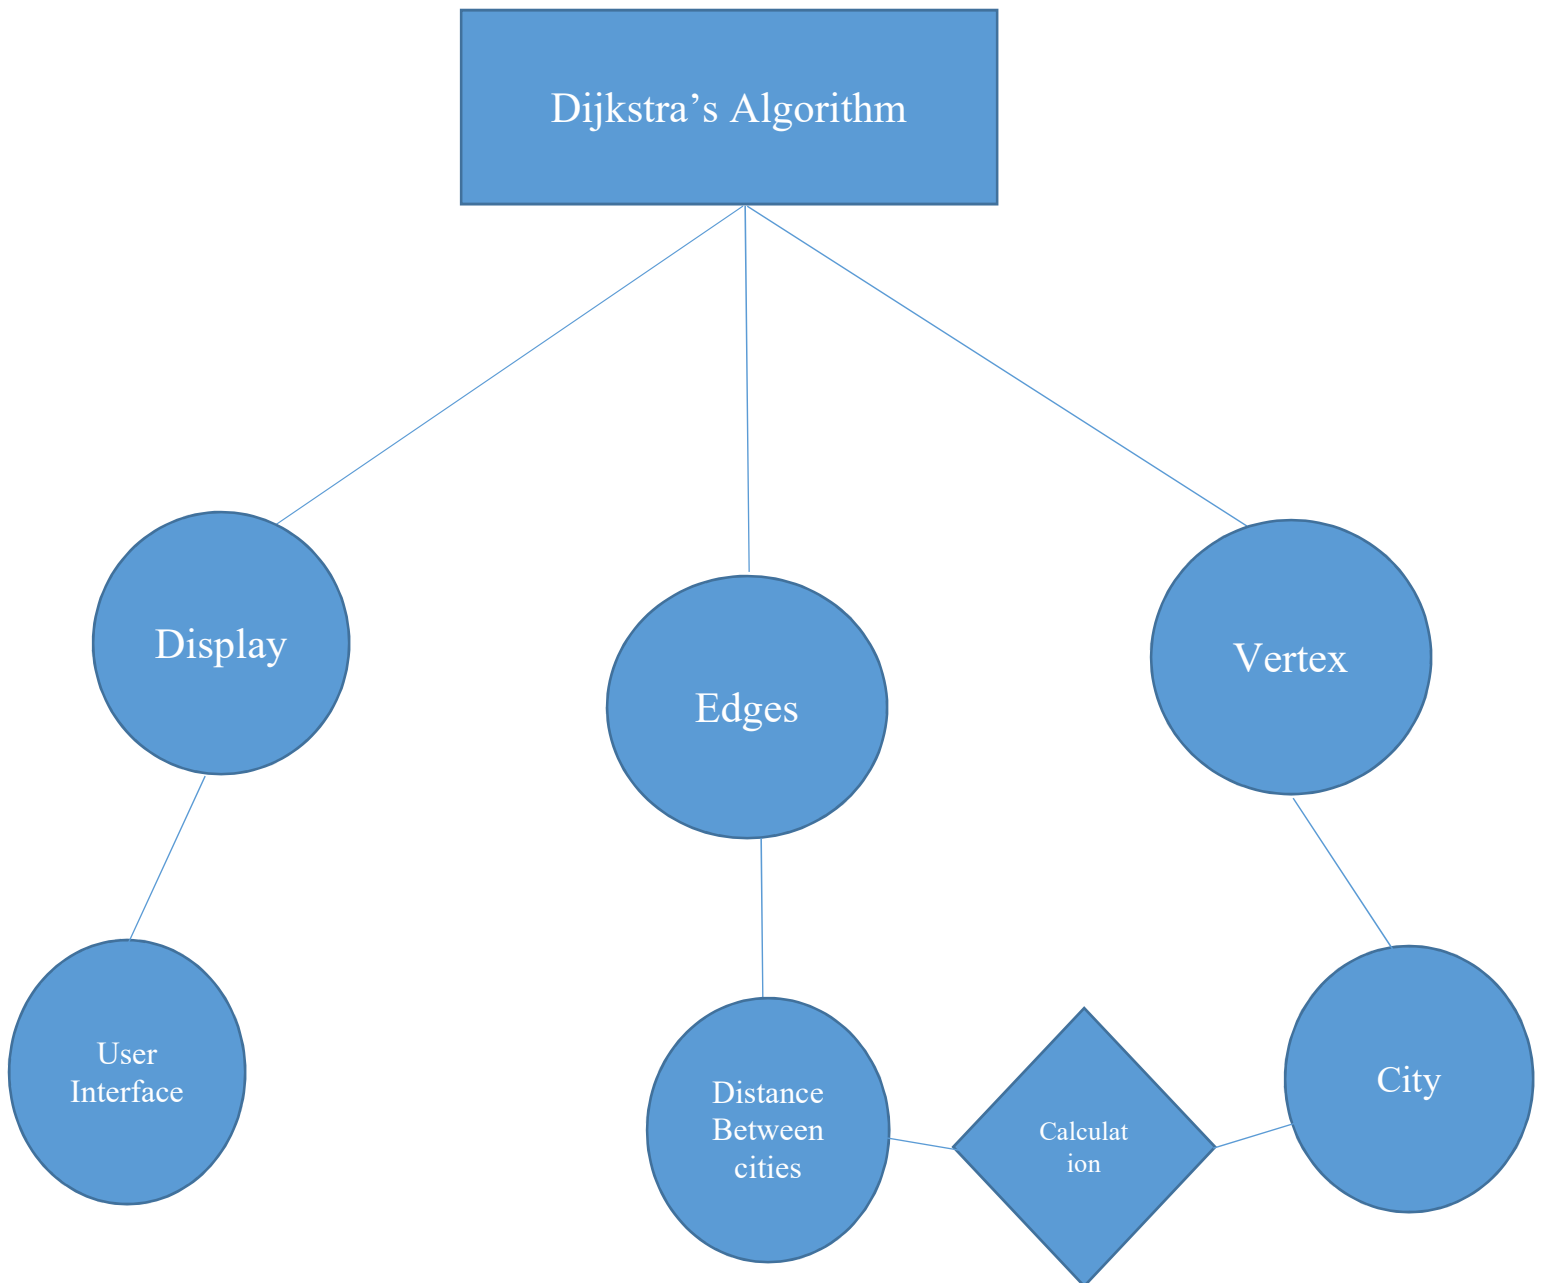 Dijkstra’s Algorithm
Display
Edges
Vertex
User
Interface
Distance
Between
cities
Calculat
ion
City